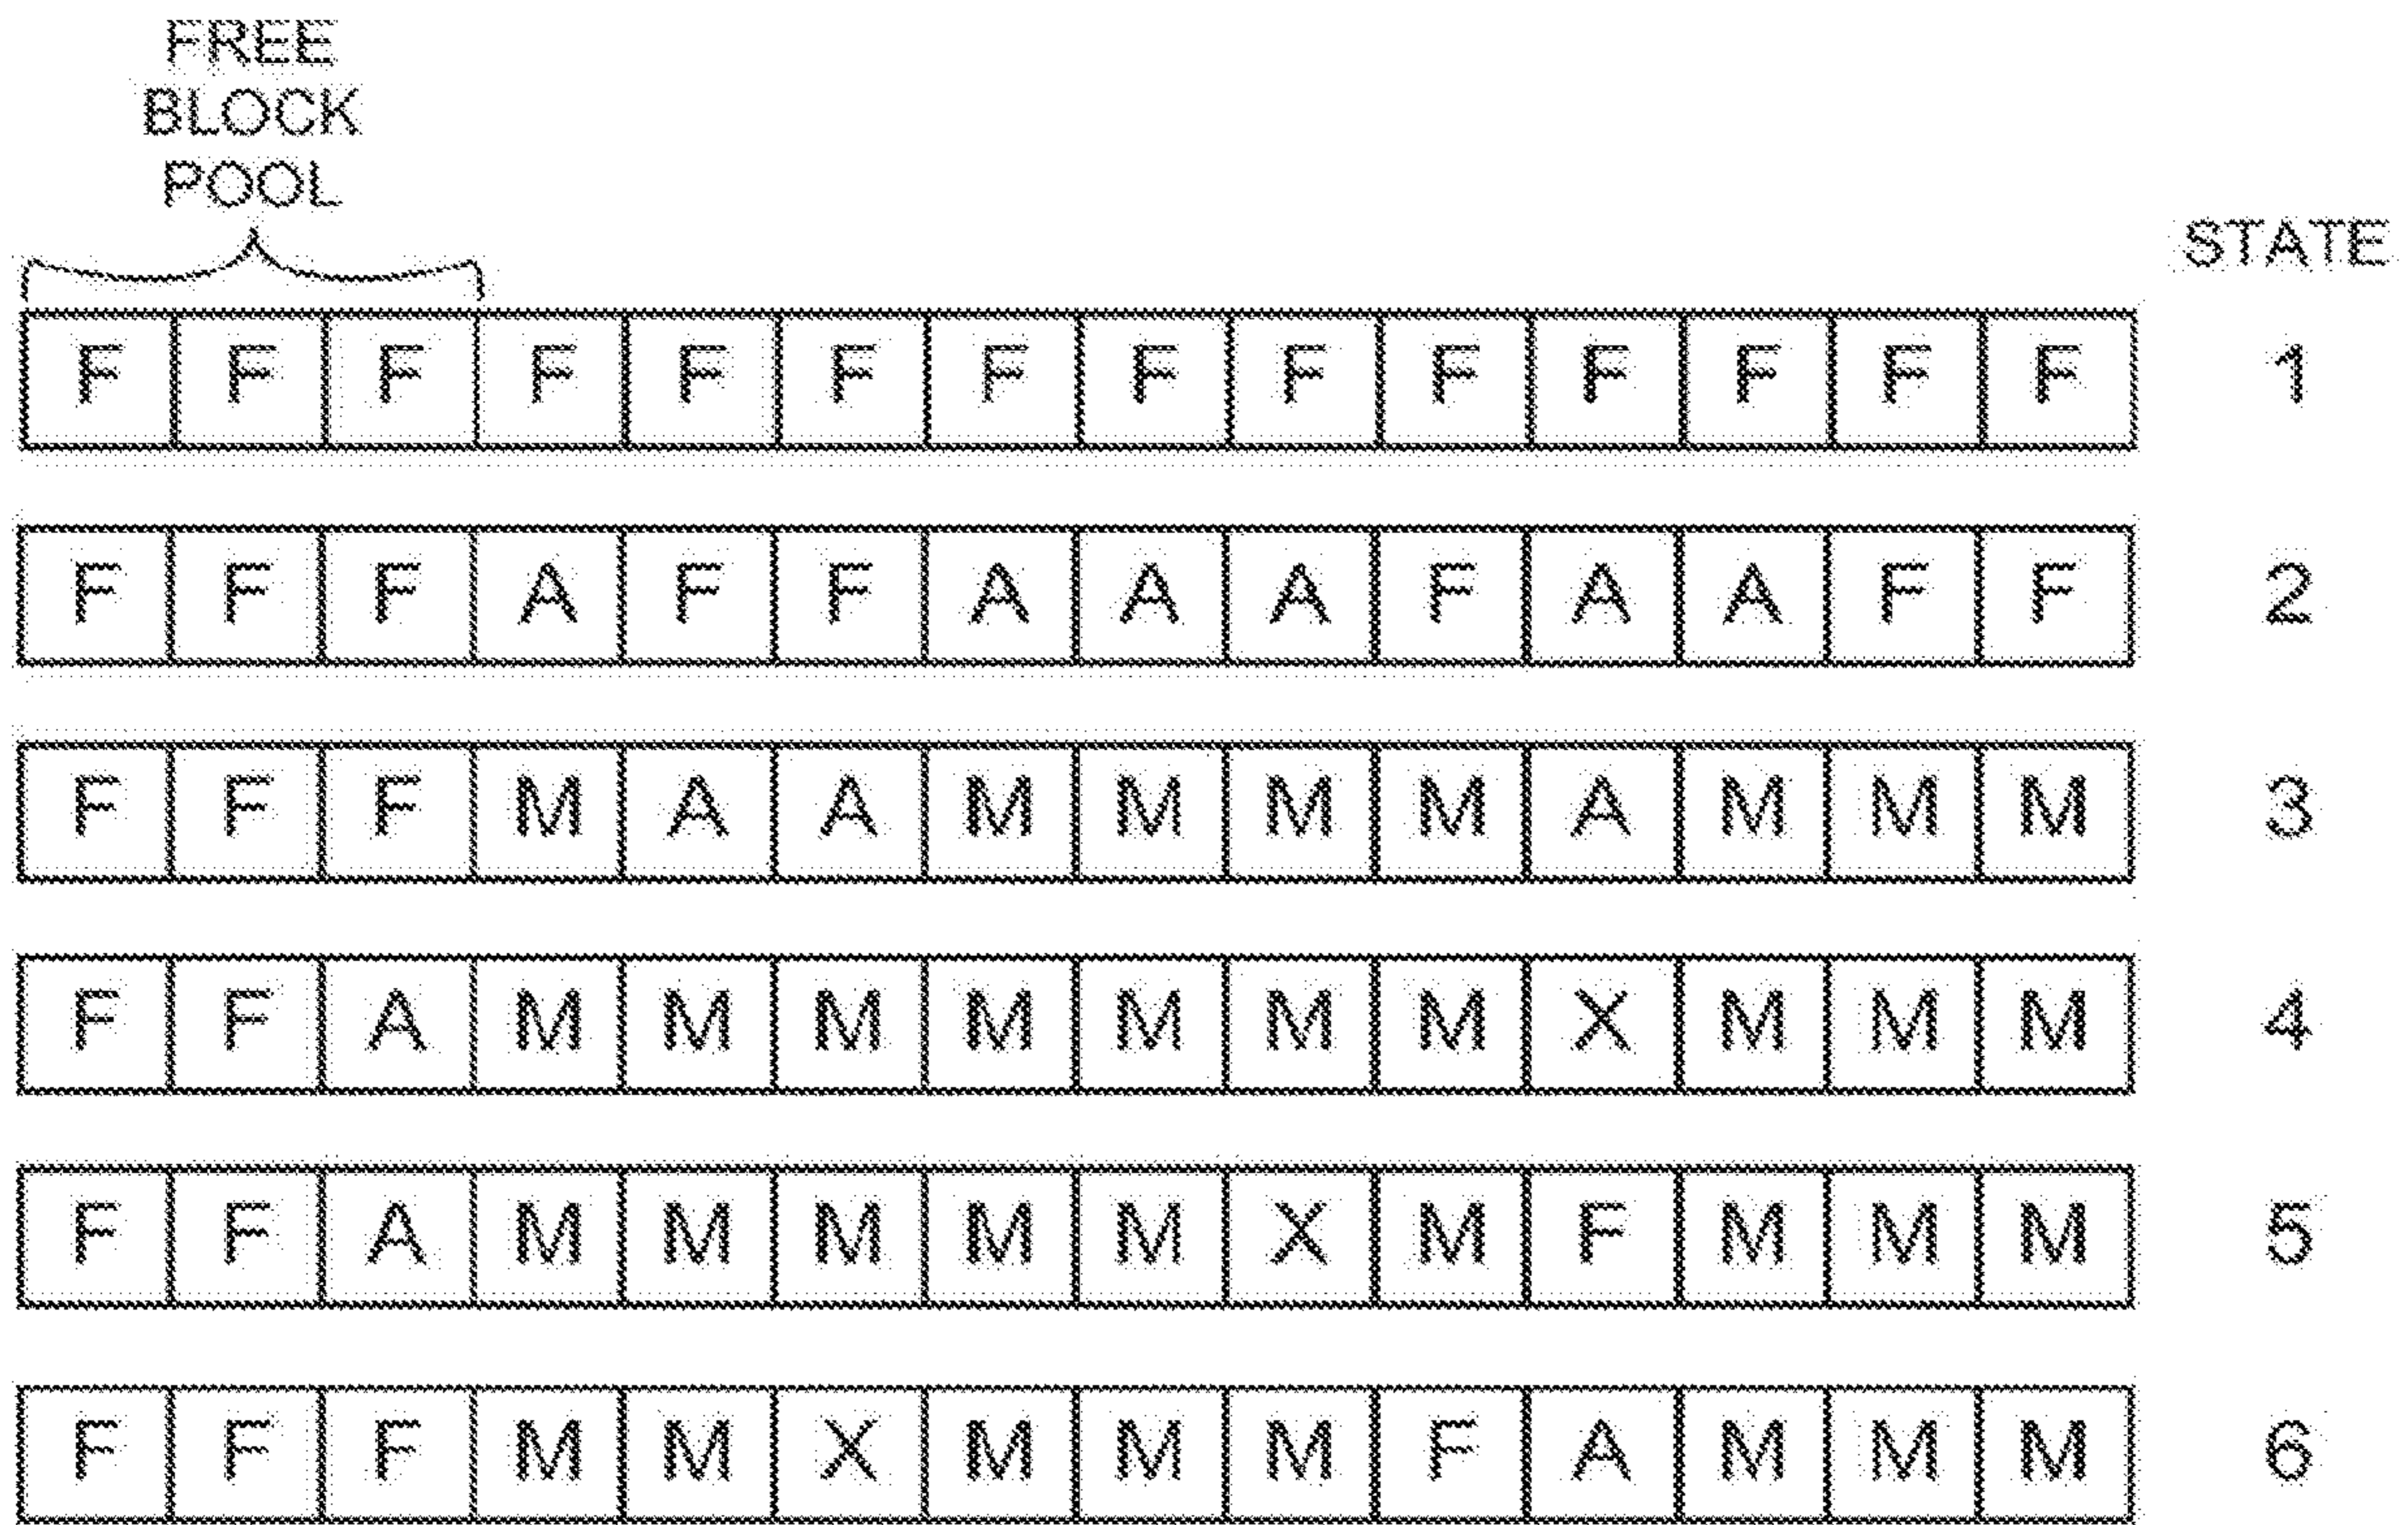 FREE
BLOCK
POOL
STATE
F F F F F F F F F F F F F F 1
F F F A F F A A A F A A F F 2
F F F M A A M M M M A M M M 3
F F A M M M M M M M X M M M 4
F F A M M M M M X M F M M M 5
F F F M M X M M M F A M M M 6